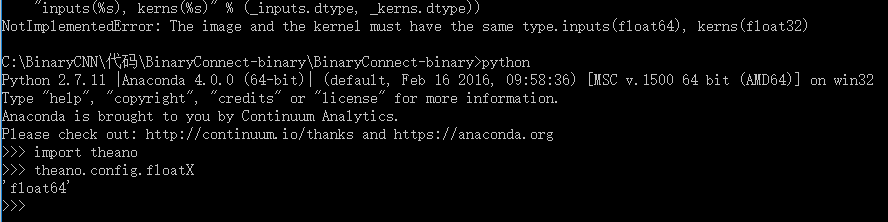 "inputs(%s), kerns(%s)" % (_inputs.dtype, _kerns.dtype))
NotImplementedError: The image and the kernel must have the same type.inputs(float64), kerns(float32)
C:\BinaryCNN\代码\BinaryConnect-binary\BinaryConnect-binary>python
Python 2.7.11 |Anaconda 4.0.0 (64-bit)| (default, Feb 16 2016, 09:58:36) [MSC v.1500 64 bit (AMD64)] on win32
Type "help", "copyright", "credits" or "license" for more information.
Anaconda is brought to you by Continuum Analytics.
Please check out: http://continuum.io/thanks and https://anaconda.org
>>> import theano
>>> theano.config.floatX
'float64'
>>>